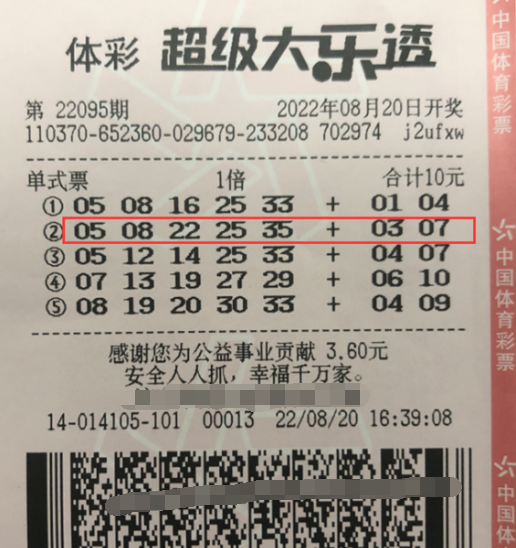 体彩 超级大乐透
第 22095期 2022年08月20日开奖
110370-652360-029679-233208 702974 j2ufxw
单式票 1倍 合计10元
① 05 08 16 25 33 + 01 04
② 05 08 22 25 35 + 03 07
③ 05 12 14 25 33 + 04 07
④ 07 13 19 27 29 + 06 10
⑤ 08 19 20 30 33 + 04 09
感谢您为公益事业贡献 3.60元
安全人人抓，幸福千万家。
14-014105-101 00013 22/08/20 16:39:08
中国体育彩票
中国体育彩票
中国体育